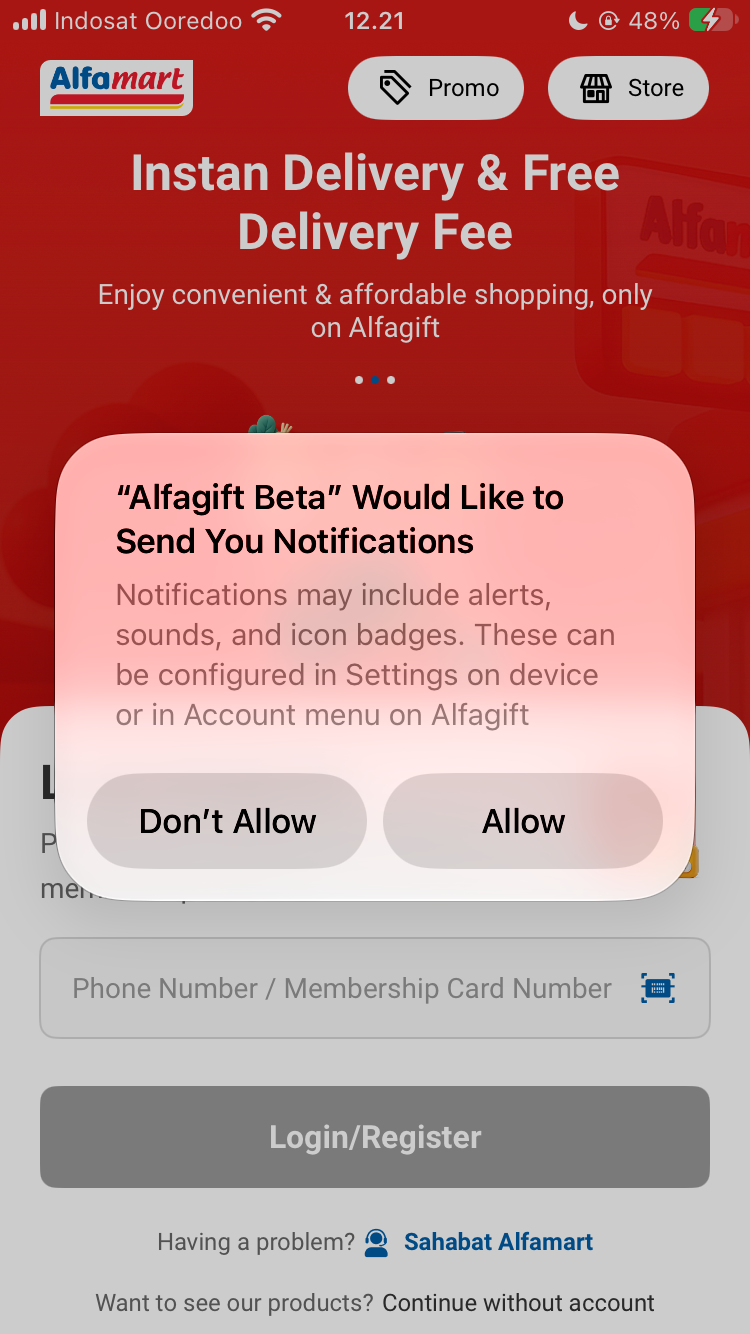 Indosat Ooredoo 12.21 48%
Alfamart Promo Store
Instan Delivery & Free
Delivery Fee
Enjoy convenient & affordable shopping, only
on Alfagift
“Alfagift Beta” Would Like to
Send You Notifications
Notifications may include alerts,
sounds, and icon badges. These can
be configured in Settings on device
or in Account menu on Alfagift
Don’t Allow Allow
Phone Number / Membership Card Number
Login/Register
Having a problem? Sahabat Alfamart
Want to see our products? Continue without account